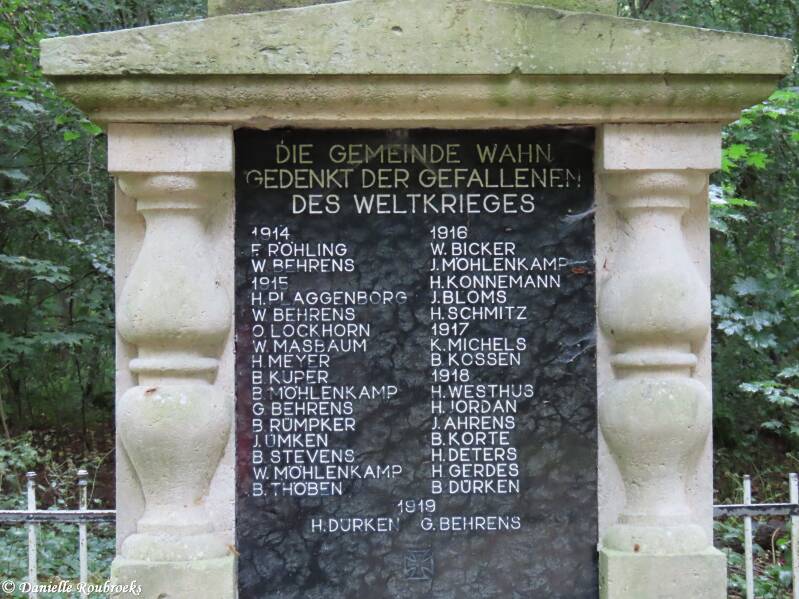 DIE GEMEINDE WAHN
GEDENKT DER GEFALLENEN
DES WELTKRIEGES
1914
F. RÖHLING
W. BEHRENS
1915
H. PLAGGENBORG
W. BEHRENS
O. LOCKHORN
W. MASBAUM
H. MEYER
B. KUPER
B. MÖHLENKAMP
G. BEHRENS
B. RÜMPKER
J. UMKEN
B. STEVENS
W. MÖHLENKAMP
B. THÖBEN
1916
W. BICKER
J. MÖHLENKAMP
H. KONNEMANN
J. BLOMS
H. SCHMITZ
1917
K. MICHELS
B. KOSSEN
1918
H. WESTHUS
H. JORDAN
J. AHRENS
B. KORTE
H. DETERS
H. GERDES
B. DÜRKEN
1919
H. DÜRKEN G. BEHRENS
© Danielle Roubroeks